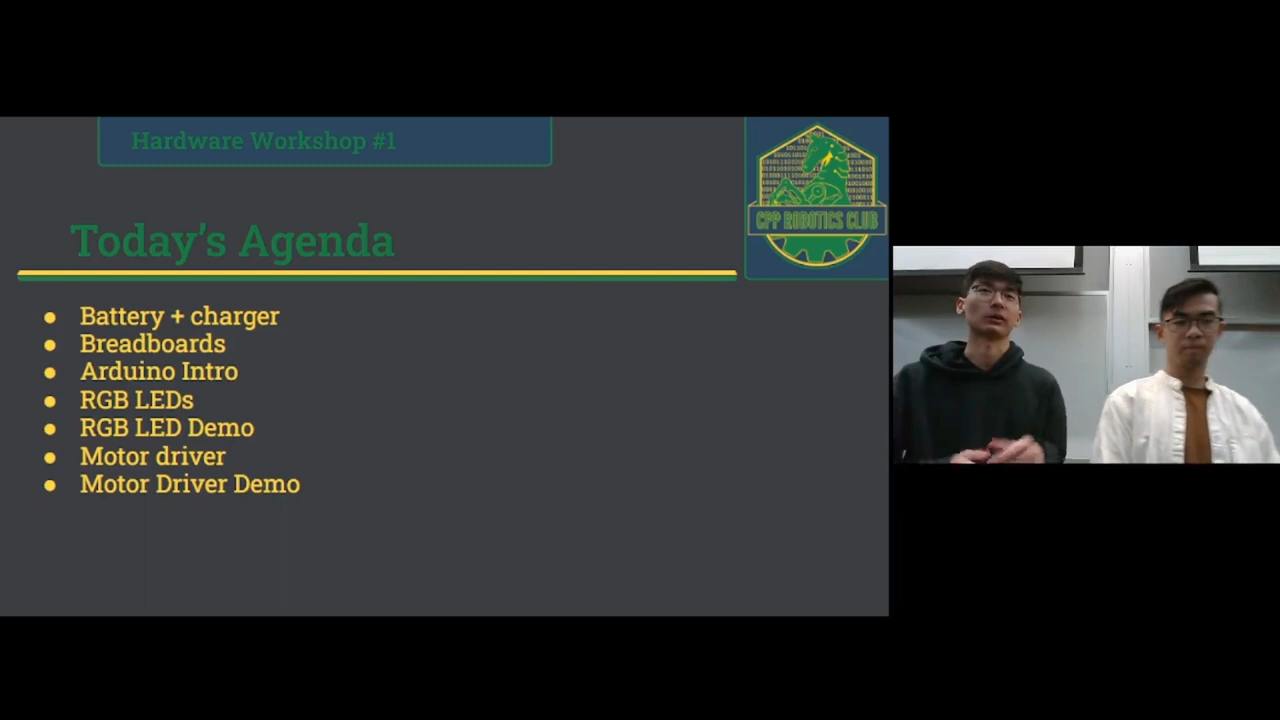 Hardware Workshop #1
CPP ROBOTICS CLUB
Today's Agenda
● Battery + charger
● Breadboards
● Arduino Intro
● RGB LEDs
● RGB LED Demo
● Motor driver
● Motor Driver Demo